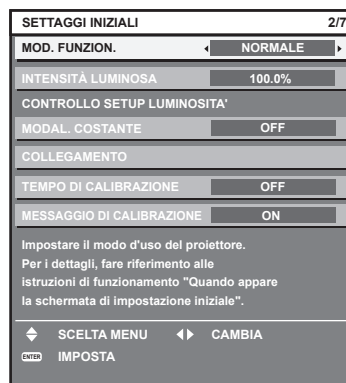 SETTAGGI INIZIALI 2/7
MOD. FUNZION. NORMALE
INTENSITÀ LUMINOSA 100.0%
CONTROLLO SETUP LUMINOSITA'
MODAL. COSTANTE OFF
COLLEGAMENTO
TEMPO DI CALIBRAZIONE OFF
MESSAGGIO DI CALIBRAZIONE ON
Impostare il modo d'uso del proiettore.
Per i dettagli, fare riferimento alle
istruzioni di funzionamento "Quando appare
la schermata di impostazione iniziale".
SCELTA MENU CAMBIA
ENTER IMPOSTA